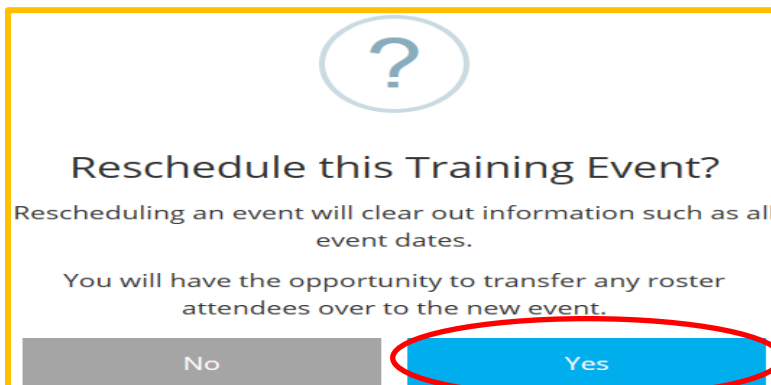 ?
Reschedule this Training Event?
Rescheduling an event will clear out information such as all
event dates.
You will have the opportunity to transfer any roster
attendees over to the new event.
No
Yes